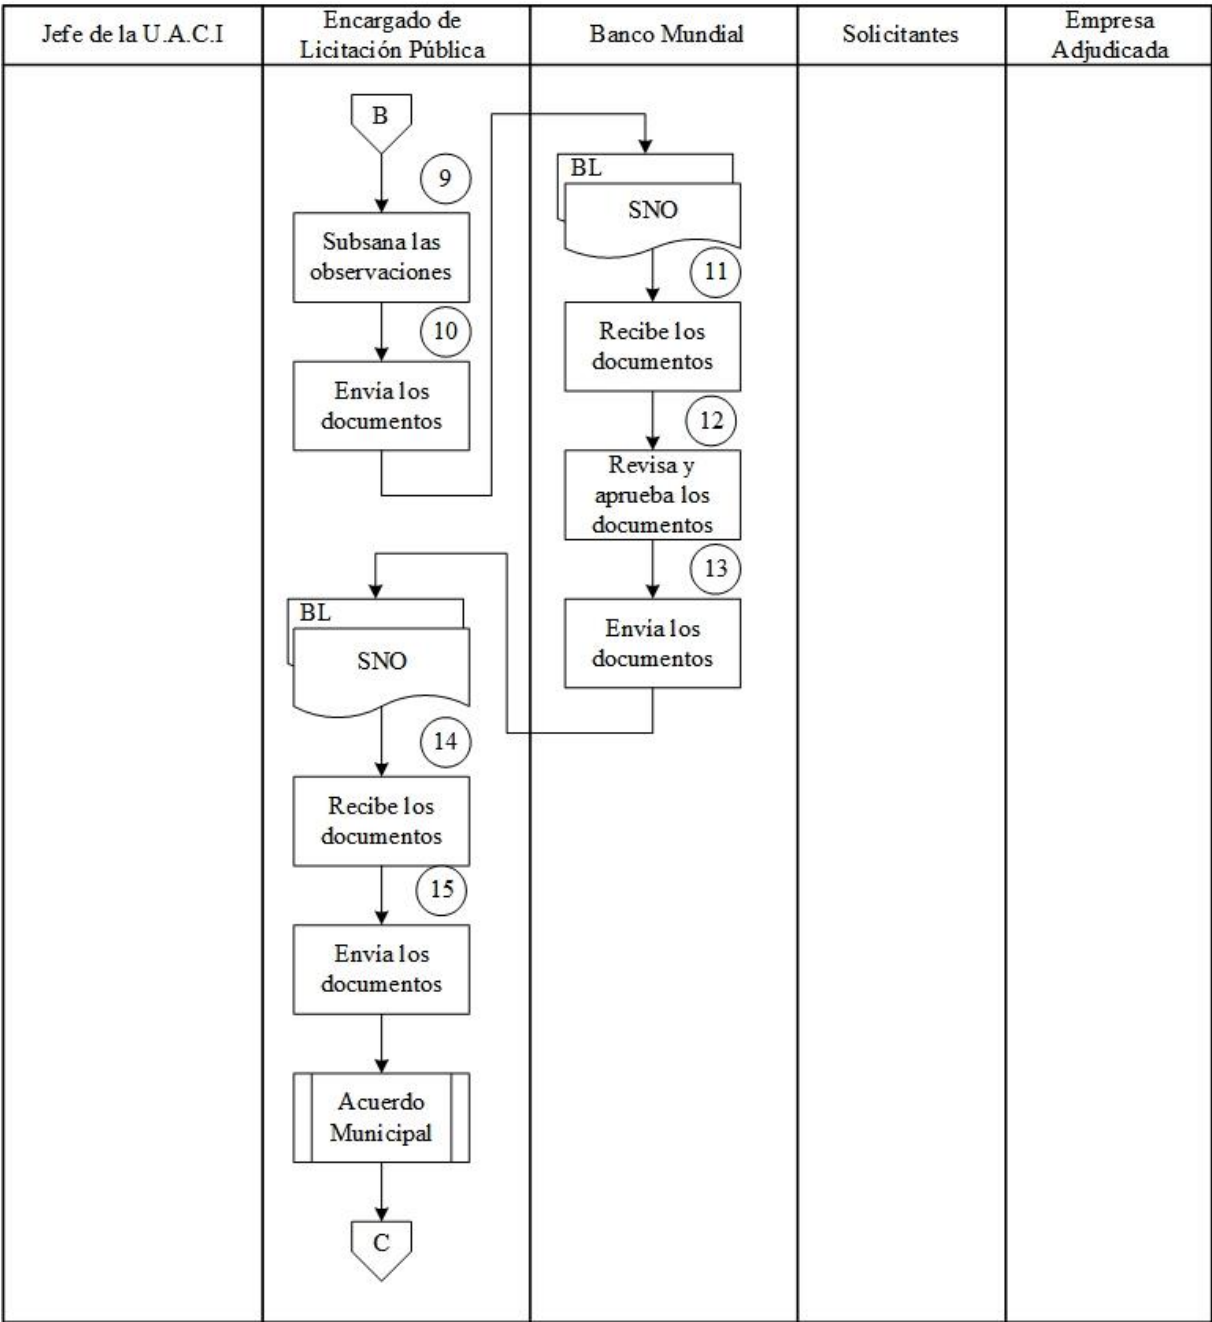 Jefe de la U.A.C.I
Encargado de
Licitación Pública
Banco Mundial
Solicitantes
Empresa
Adjudicada
B
9
Subsana las
observaciones
10
Envía los
documentos
BL
SNO
11
Recibe los
documentos
12
Revisa y
aprueba los
documentos
13
Envía los
documentos
BL
SNO
14
Recibe los
documentos
15
Envía los
documentos
Acuerdo
Municipal
C